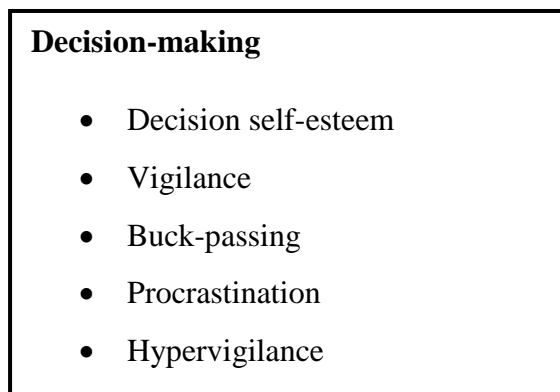 Decision-making
• Decision self-esteem
• Vigilance
• Buck-passing
• Procrastination
• Hypervigilance